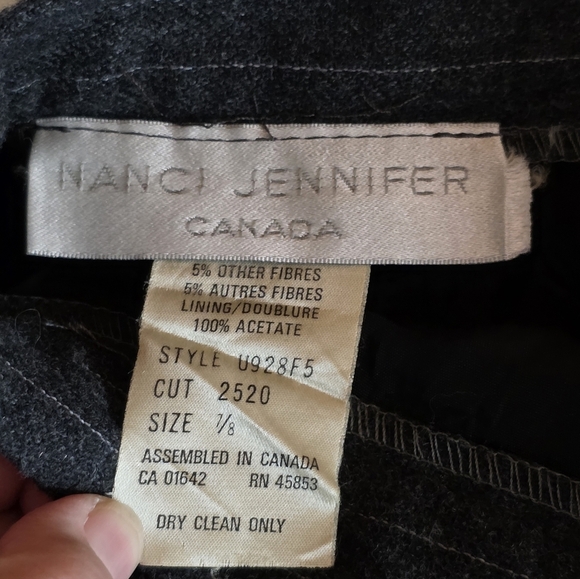 NANCI JENNIFER
CANADA
5% OTHER FIBRES
5% AUTRES FIBRES
LINING/DOUBLURE
100% ACETATE
STYLE U928F5
CUT 2520
SIZE 7/8
ASSEMBLED IN CANADA
CA 01642 RN 45853
DRY CLEAN ONLY